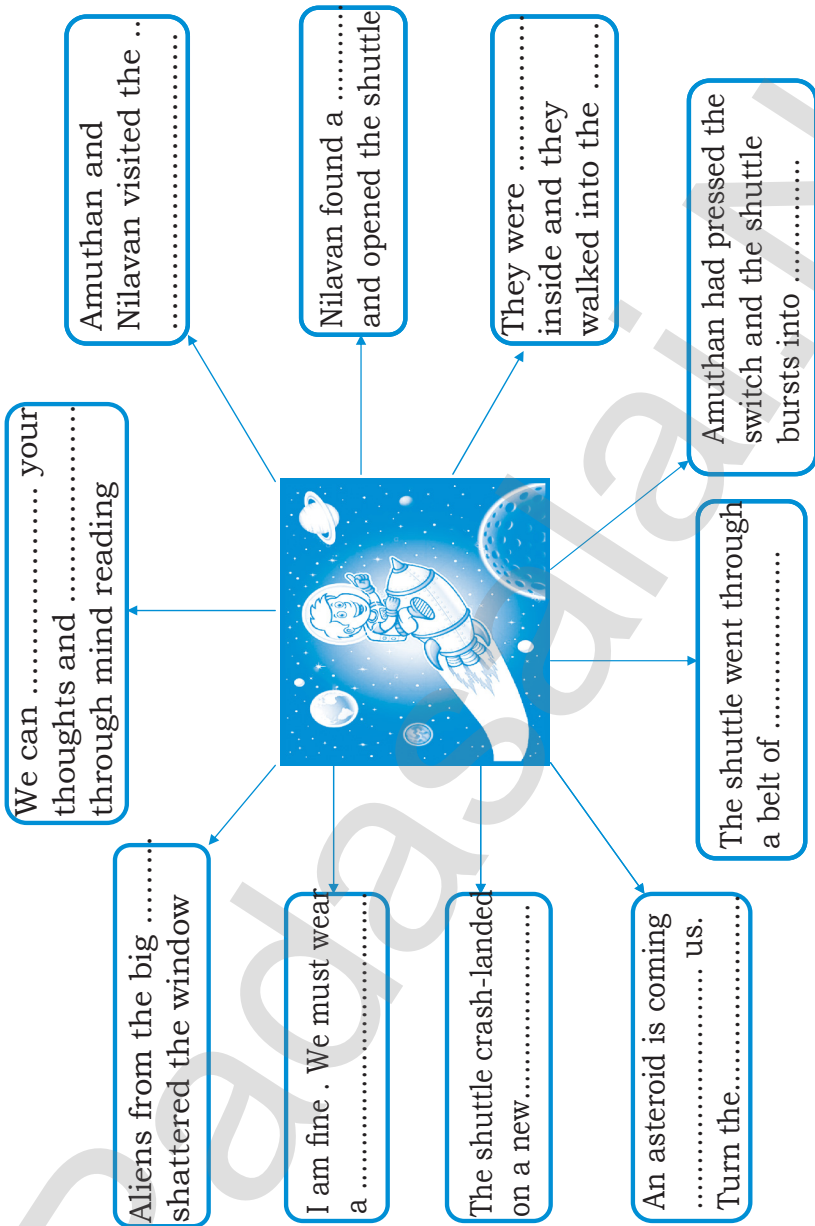 Amuthan and
Nilavan visited the ..
................................
Nilavan found a ..........
and opened the shuttle
They were ..................
inside and they
walked into the ........
Amuthan had pressed the
switch and the shuttle
bursts into ...............
The shuttle went through
a belt of ......................
An asteroid is coming
........................... us.
Turn the........................
The shuttle crash-landed
on a new.....................
I am fine . We must wear
a ....................................
Aliens from the big .........
shattered the window
We can ..................... your
thoughts and .....................
through mind reading
Padasalai.N